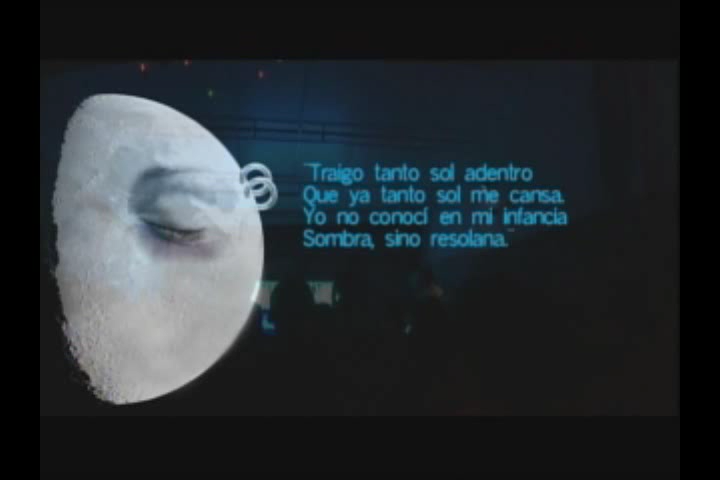 "Traigo tanto sol adentro
Que ya tanto sol me cansa.
Yo no conocí en mi infancia
Sombra, sino resolana."